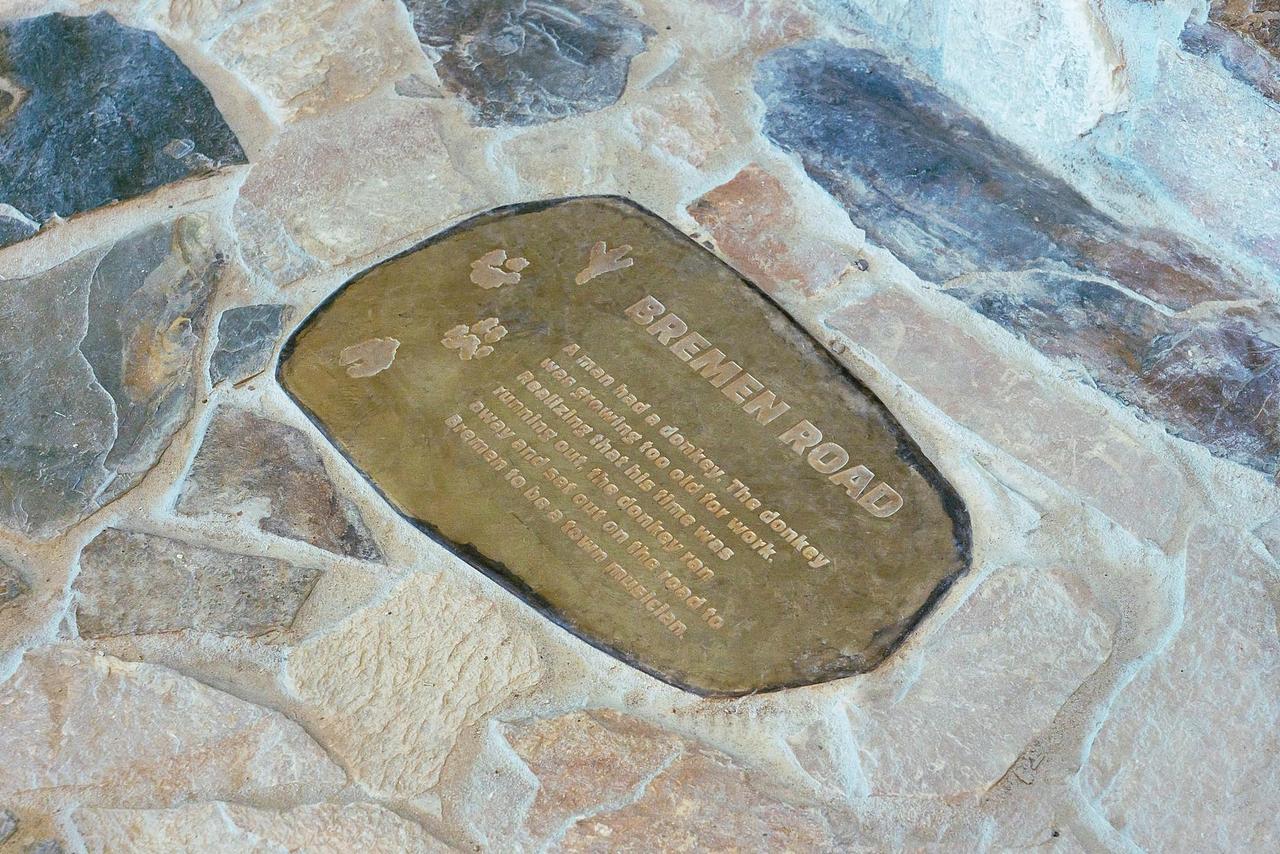 BREMEN ROAD
A man had a donkey. The donkey
was growing too old for work.
Realizing that his time was
running out, the donkey ran
away and set out on the road to
Bremen to be a town musician.